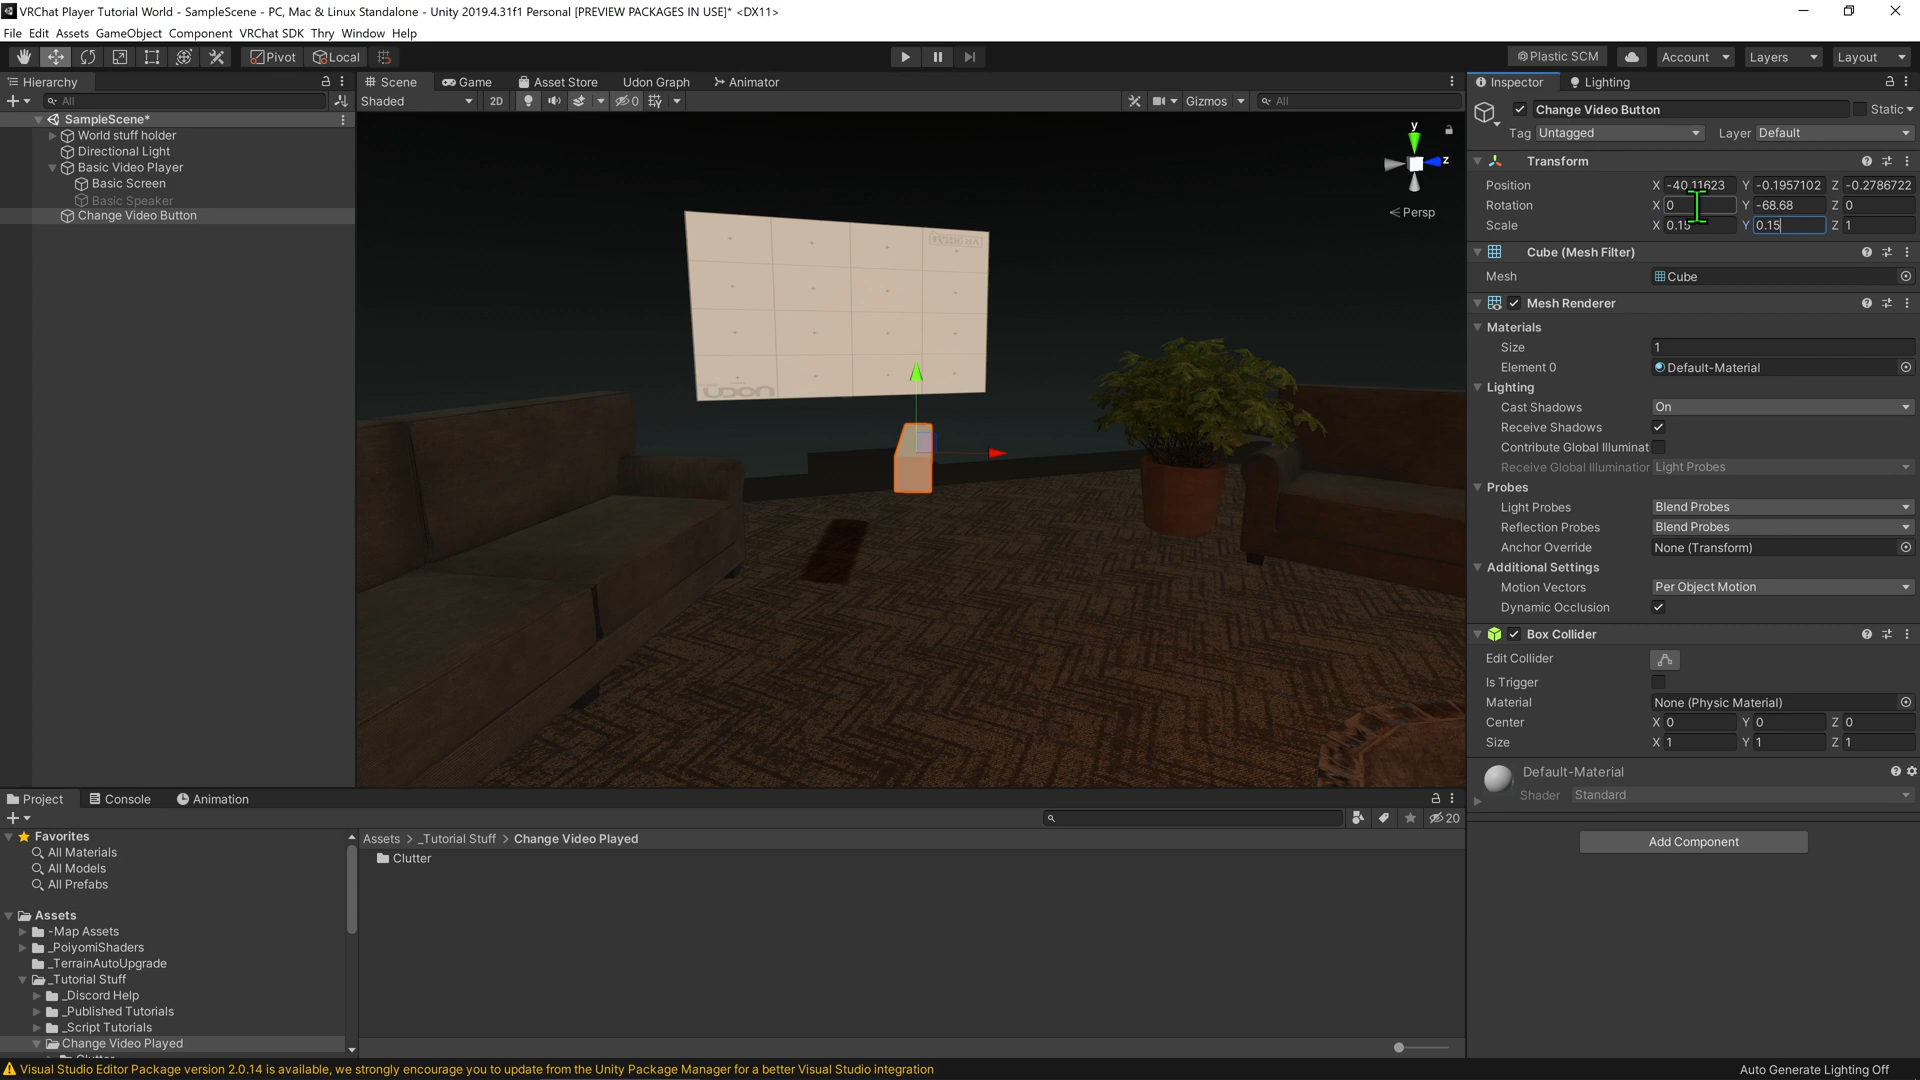 VRChat Player Tutorial World - SampleScene - PC, Mac & Linux Standalone - Unity 2019.4.31f1 Personal [PREVIEW PACKAGES IN USE]* <DX11>
File Edit Assets GameObject Component VRChat SDK Thry Window Help
Pivot Local Plastic SCM Account Layers Layout
Hierarchy Scene Game Asset Store Udon Graph Animator Inspector Lighting
All Shaded 2D 0 Gizmos All
Change Video Button Static
SampleScene*
World stuff holder
Directional Light
Basic Video Player
Basic Screen
Basic Speaker
Change Video Button
y
z
Persp
Tag Untagged Layer Default
Transform
Position X -40.11623 Y -0.1957102 Z -0.2786722
Rotation X 0 Y -68.68 Z 0
Scale X 0.15 Y 0.15 Z 1
Cube (Mesh Filter)
Mesh Cube
Mesh Renderer
Materials
Size 1
Element 0 Default-Material
Lighting
Cast Shadows On
Receive Shadows
Contribute Global Illuminat
Receive Global Illumination Light Probes
Probes
Light Probes Blend Probes
Reflection Probes Blend Probes
Anchor Override None (Transform)
Additional Settings
Motion Vectors Per Object Motion
Dynamic Occlusion
Box Collider
Edit Collider
Is Trigger
Material None (Physic Material)
Center X 0 Y 0 Z 0
Size X 1 Y 1 Z 1
Default-Material
Shader Standard
Add Component
Project Console Animation
20
Favorites
All Materials
All Models
All Prefabs
Assets
-Map Assets
_PoiyomiShaders
_TerrainAutoUpgrade
_Tutorial Stuff
_Discord Help
_Published Tutorials
_Script Tutorials
Change Video Played
Clutter
Assets > _Tutorial Stuff > Change Video Played
Clutter
Visual Studio Editor Package version 2.0.14 is available, we strongly encourage you to update from the Unity Package Manager for a better Visual Studio integration
Auto Generate Lighting Off